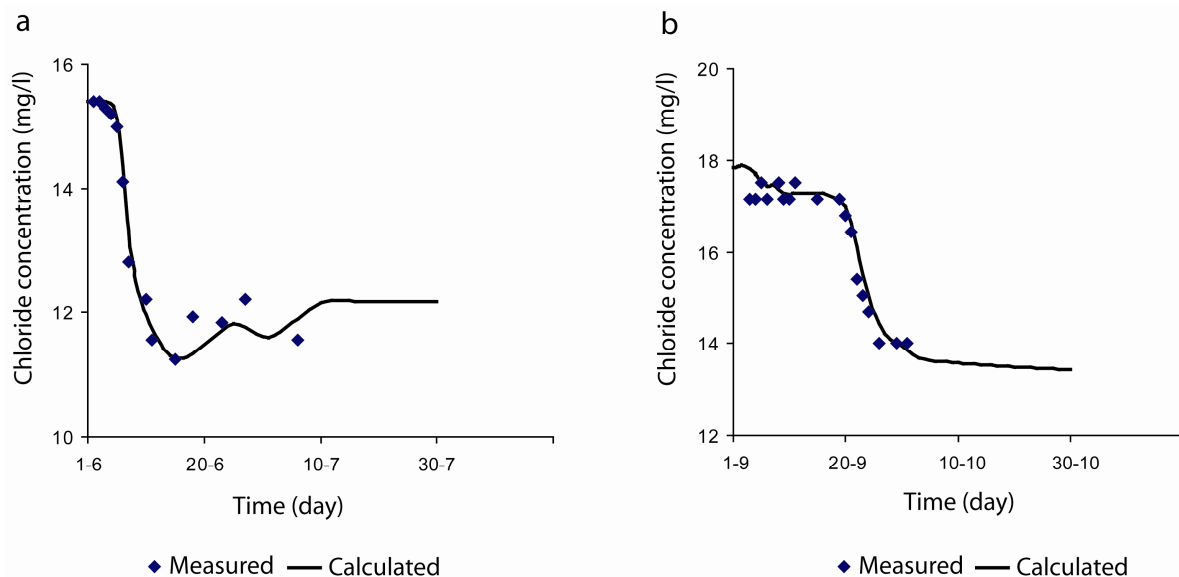 a
Chloride concentration (mg/l)
16
14
12
10
1-6
20-6
10-7
30-7
Time (day)
Measured
Calculated
b
Chloride concentration (mg/l)
20
18
16
14
12
1-9
20-9
10-10
30-10
Time (day)
Measured
Calculated